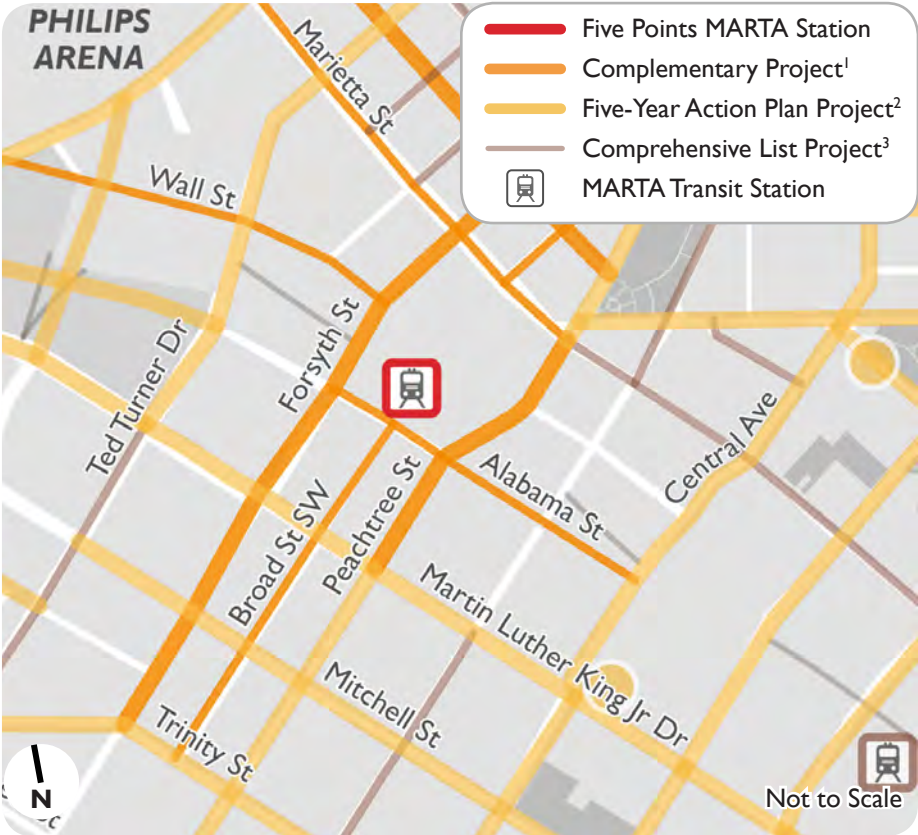 PHILIPS
ARENA
Five Points MARTA Station
Complementary Project¹
Five-Year Action Plan Project²
Comprehensive List Project³
MARTA Transit Station
Marietta St
Wall St
Forsyth St
Ted Turner Dr
Central Ave
Alabama St
Peachtree St
Broad St SW
Martin Luther King Jr Dr
Mitchell St
Trinity St
N
Not to Scale